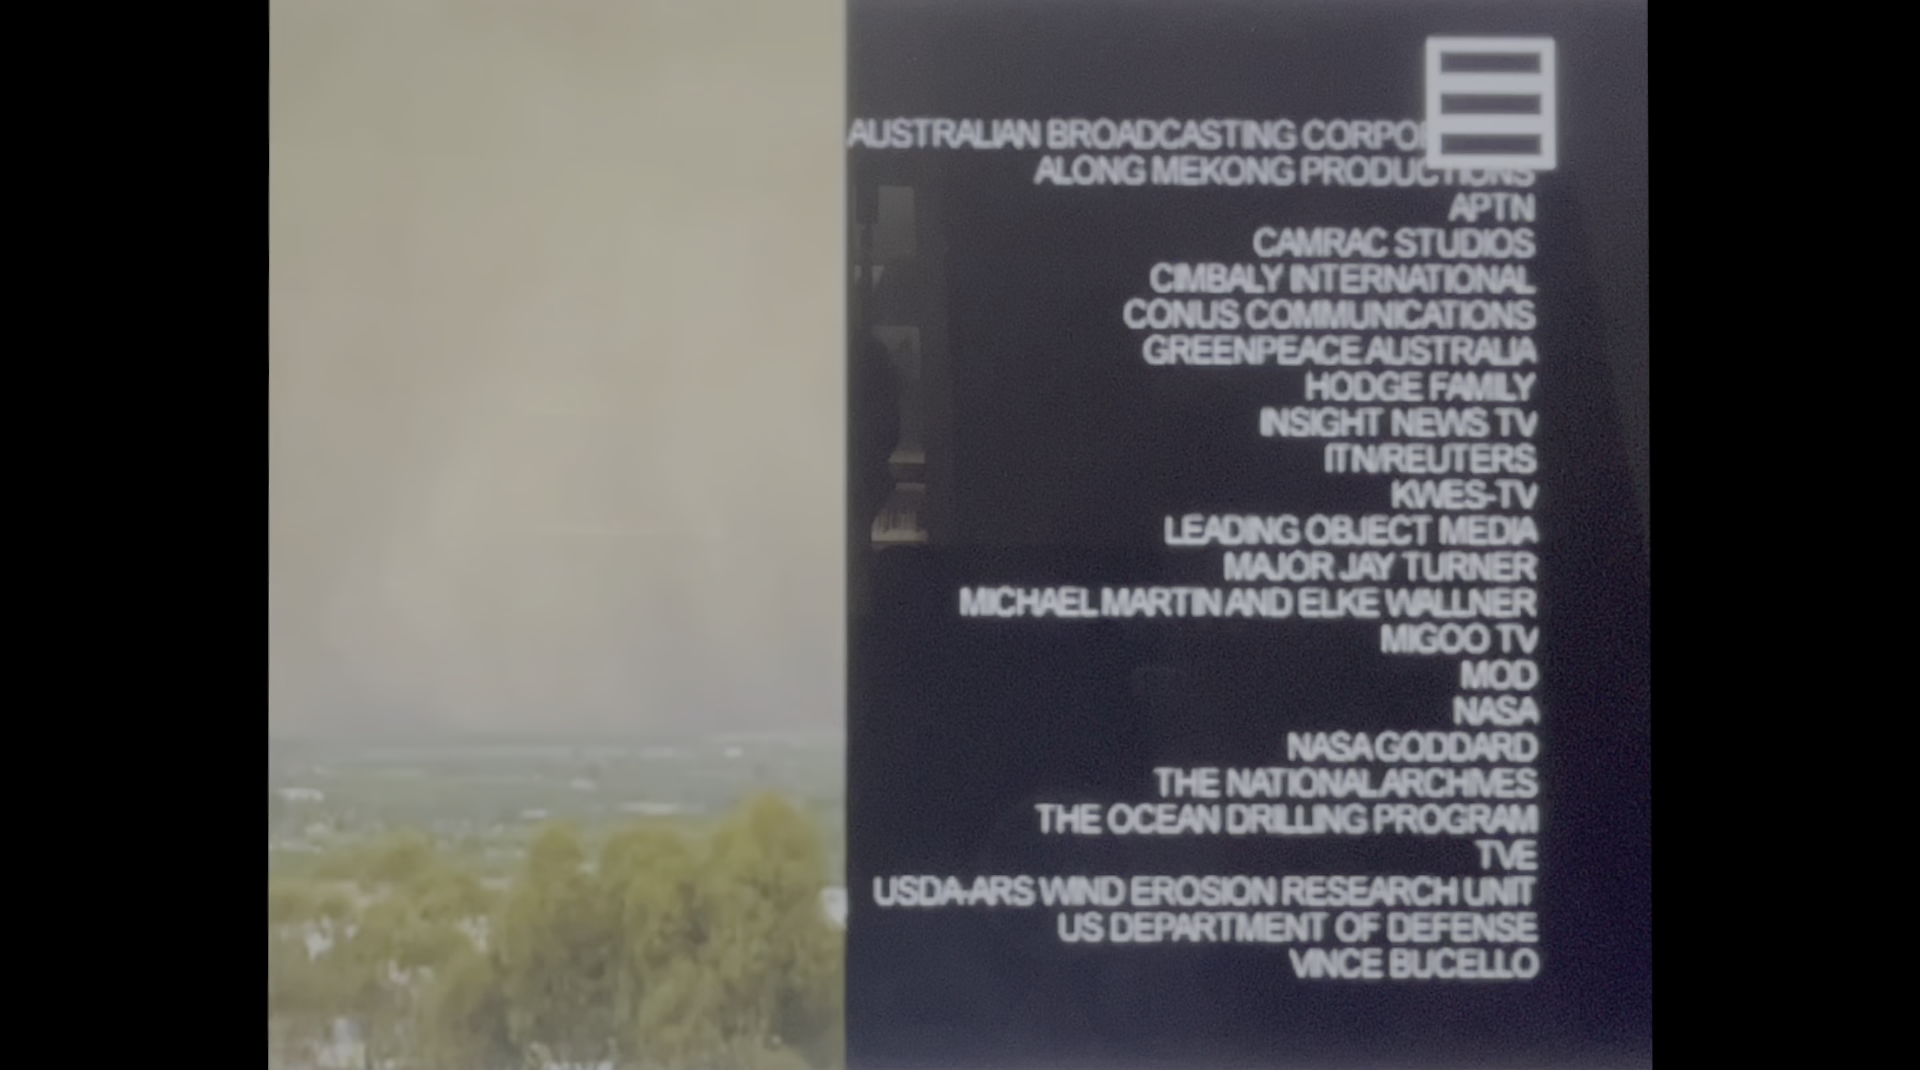 AUSTRALIAN BROADCASTING
ALONG MEKONG PRODUCTIONS
APTN
CAMRAC STUDIOS
CIMBALY INTERNATIONAL
CONUS COMMUNICATIONS
GREENPEACE AUSTRALIA
HODGE FAMILY
INSIGHT NEWS TV
ITN/REUTERS
KWES-TV
LEADING OBJECT MEDIA
MAJOR JAY TURNER
MICHAEL MARTIN AND ELKE WALLNER
MIGOO TV
MOD
NASA
NASA GODDARD
THE NATIONAL ARCHIVES
THE OCEAN DRILLING PROGRAM
TVE
USDA-ARS WIND EROSION RESEARCH UNIT
US DEPARTMENT OF DEFENSE
VINCE BUCELLO